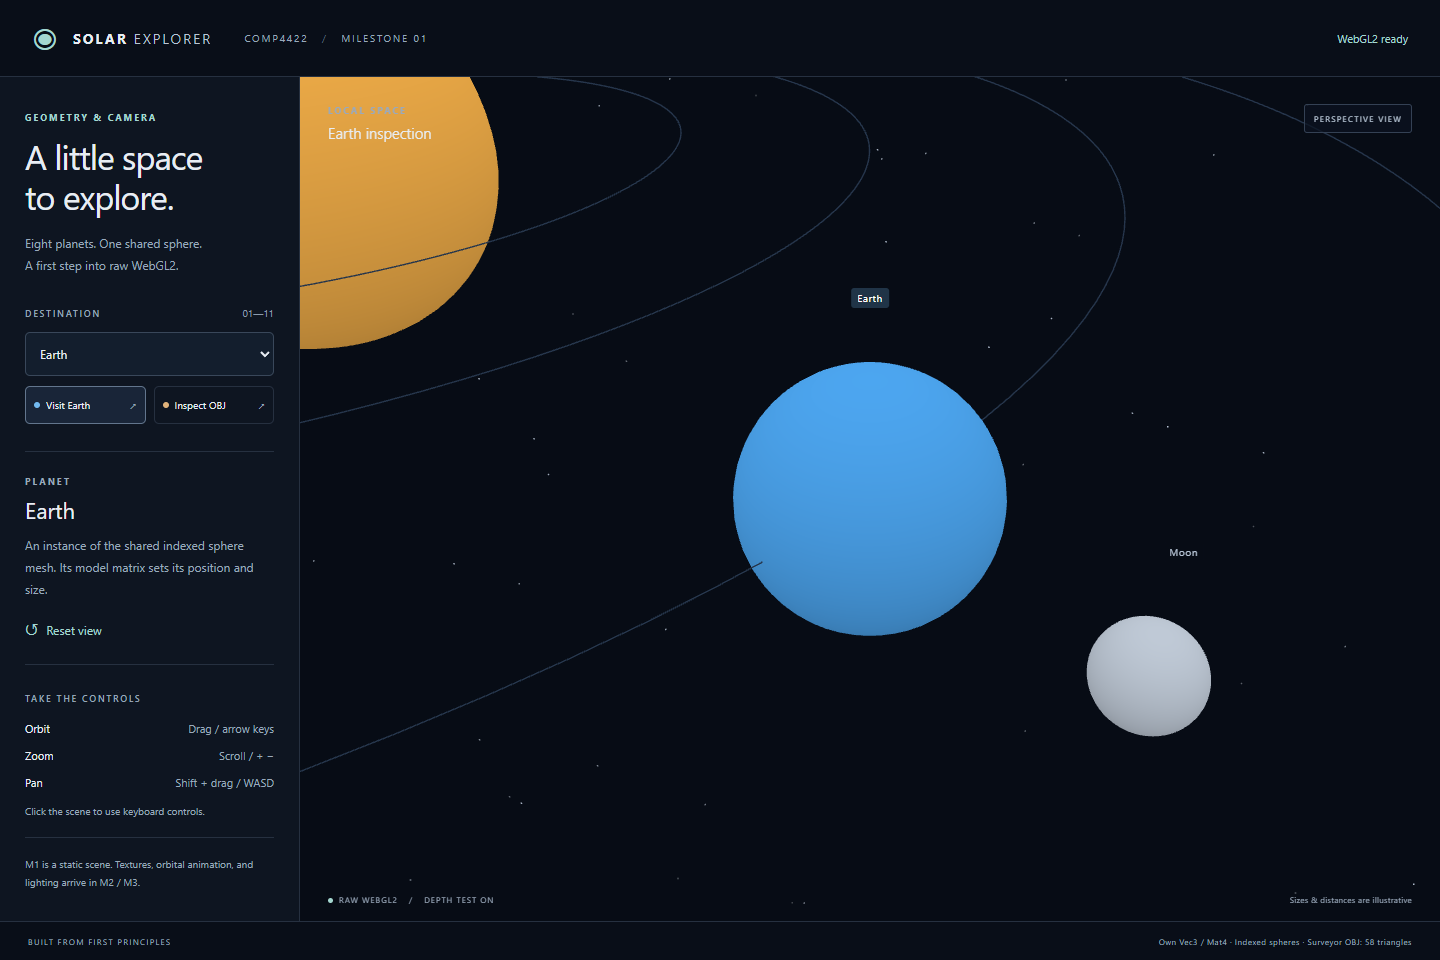 SOLAR EXPLORER
COMP4422 / MILESTONE 01
WebGL2 ready
GEOMETRY & CAMERA
A little space
to explore.
Eight planets. One shared sphere.
A first step into raw WebGL2.
DESTINATION
01—11
Earth
Visit Earth ↗
Inspect OBJ ↗
PLANET
Earth
An instance of the shared indexed sphere
mesh. Its model matrix sets its position and
size.
↺ Reset view
TAKE THE CONTROLS
Orbit
Drag / arrow keys
Zoom
Scroll / + −
Pan
Shift + drag / WASD
Click the scene to use keyboard controls.
M1 is a static scene. Textures, orbital animation, and
lighting arrive in M2 / M3.
Earth inspection
PERSPECTIVE VIEW
Earth
Moon
RAW WEBGL2 / DEPTH TEST ON
Sizes & distances are illustrative
BUILT FROM FIRST PRINCIPLES
Own Vec3 / Mat4 · Indexed spheres · Surveyor OBJ: 58 triangles